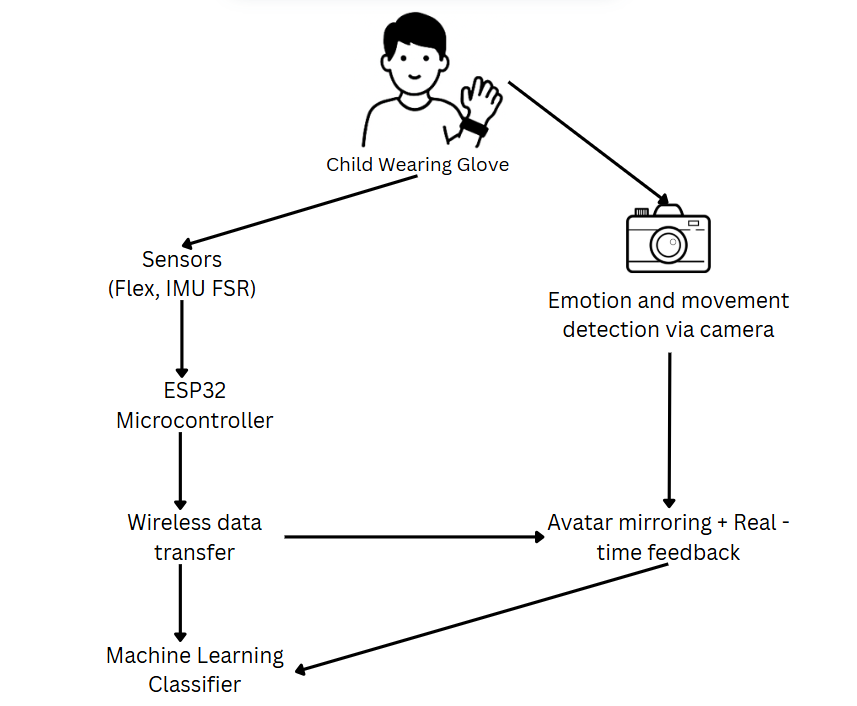 Child Wearing Glove
Sensors
(Flex, IMU FSR)
Emotion and movement
detection via camera
ESP32
Microcontroller
Wireless data
transfer
Avatar mirroring + Real -
time feedback
Machine Learning
Classifier